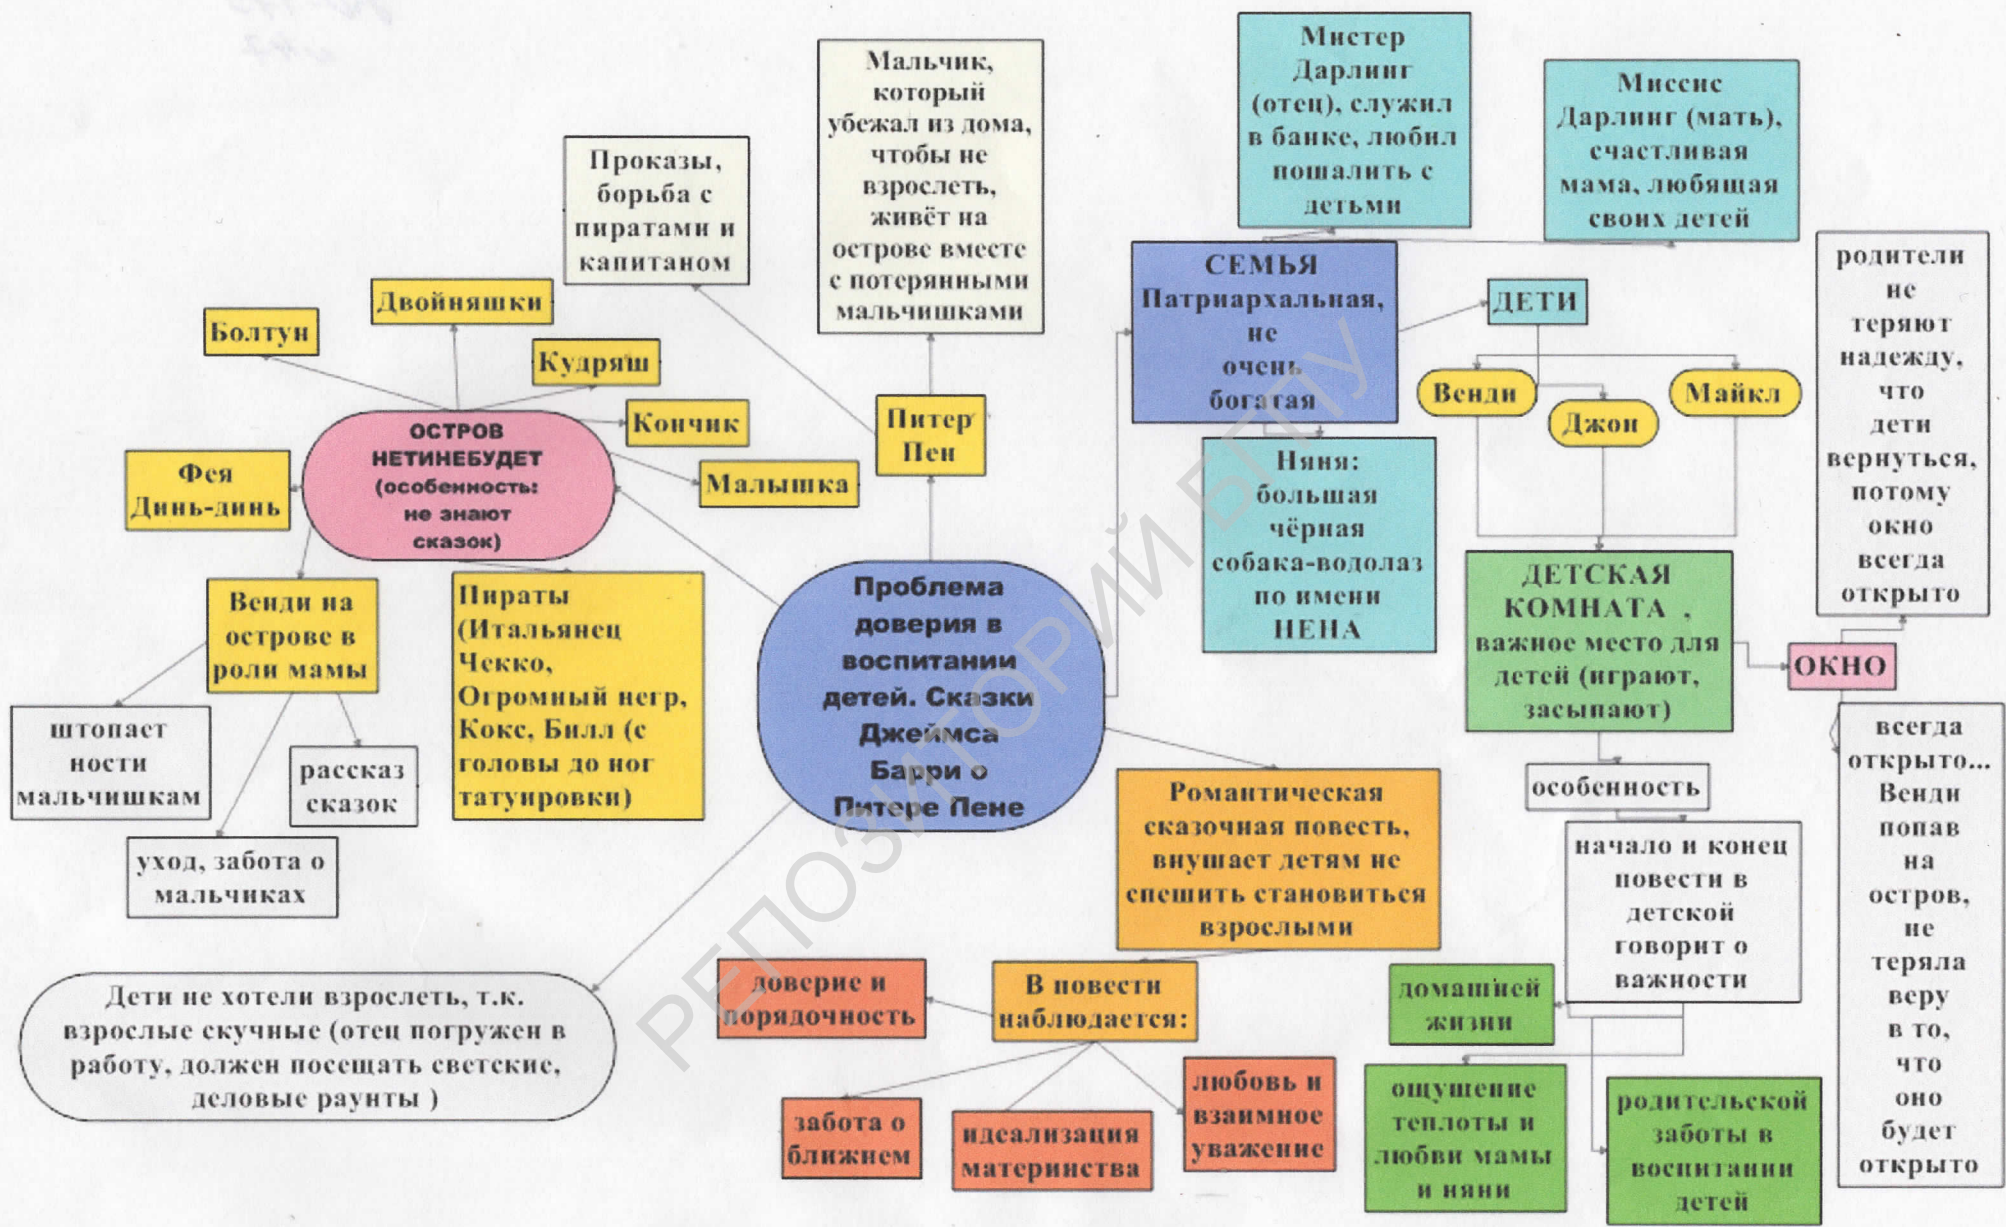 Мистер
Дарлинг
(отец), служил
в банке, любил
пошалить с
детьми
Миссис
Дарлинг (мать),
счастливая
мама, любящая
своих детей
Мальчик,
который
убежал из дома,
чтобы не
взрослеть,
живёт на
острове вместе
с потерянными
мальчишками
Проказы,
борьба с
пиратами и
капитаном
СЕМЬЯ
Патриархальная,
не
очень
богатая
ДЕТИ
родители
не
теряют
надежду,
что
дети
вернуться,
потому
окно
всегда
открыто
Болтун
Двойняшки
Кудряш
Кончик
Малышка
Питер
Пен
Венди
Джон
Майкл
ОСТРОВ
НЕТИНЕБУДЕТ
(особенность:
не знают
сказок)
Фея
Динь-динь
Няня:
большая
чёрная
собака-водолаз
по имени
НЕНА
ДЕТСКАЯ
КОМНАТА ,
важное место для
детей (играют,
засыпают)
ОКНО
Венди на
острове в
роли мамы
Пираты
(Итальянец
Чекко,
Огромный негр,
Кокс, Билл (с
головы до ног
татуировки)
Проблема
доверия в
воспитании
детей. Сказки
Джеймса
Барри о
Питере Пене
штопает
ности
мальчишкам
рассказ
сказок
уход, забота о
мальчиках
Романтическая
сказочная повесть,
внушает детям не
спешить становиться
взрослыми
особенность
начало и конец
повести в
детской
говорит о
важности
всегда
открыто...
Венди
попав
на
остров,
не
теряла
веру
в то,
что
оно
будет
открыто
Дети не хотели взрослеть, т.к.
взрослые скучные (отец погружен в
работу, должен посещать светские,
деловые раунты )
доверие и
порядочность
В повести
наблюдается:
забота о
ближнем
идеализация
материнства
любовь и
взаимное
уважение
домашней
жизни
ощущение
теплоты и
любви мамы
и няни
родительской
заботы в
воспитании
детей
РЕПОЗИТОРИЙ БГПУ